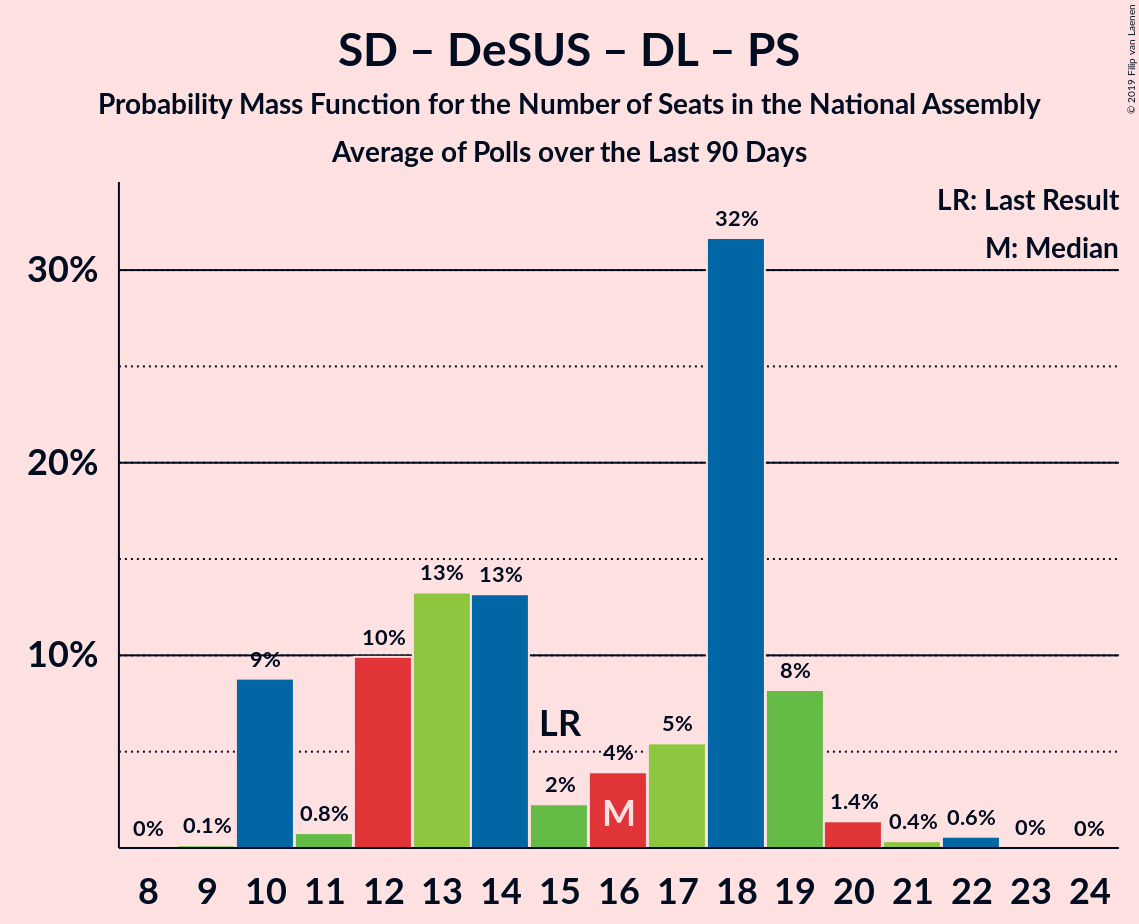 SD – DeSUS – DL – PS
Probability Mass Function for the Number of Seats in the National Assembly
Average of Polls over the Last 90 Days
© 2019 Filip van Laenen
LR: Last Result
M: Median
30%
20%
10%
0%
0.1%
9%
0.8%
10%
13%
13%
LR
2%
4%
M
5%
32%
8%
1.4%
0.4%
0.6%
0%
0%
8 9 10 11 12 13 14 15 16 17 18 19 20 21 22 23 24